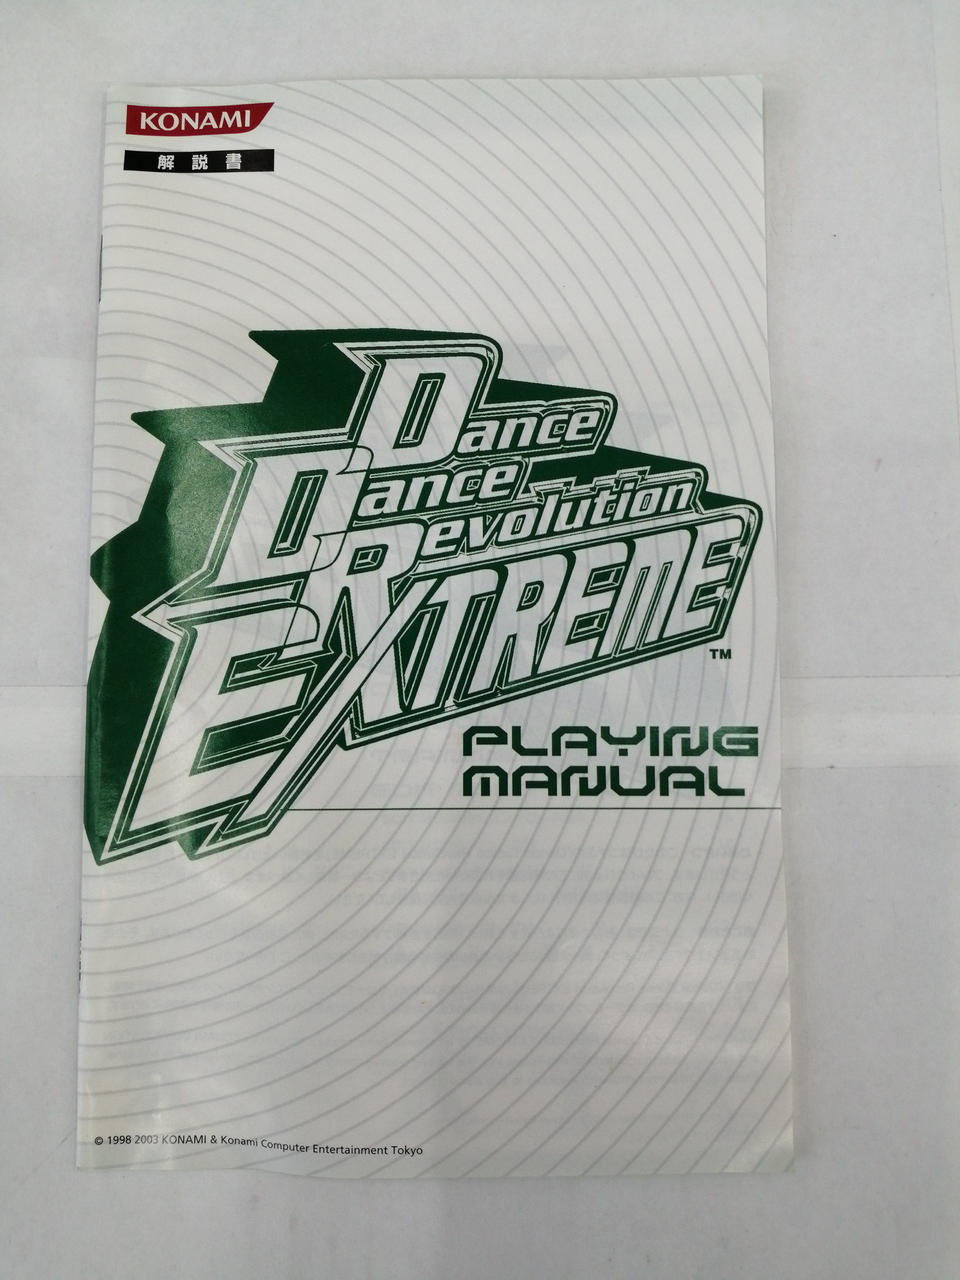 KONAMI
解説書
Dance
Dance
Revolution
EXTREME
TM
PLAYING
MANUAL
© 1998 2003 KONAMI & Konami Computer Entertainment Tokyo